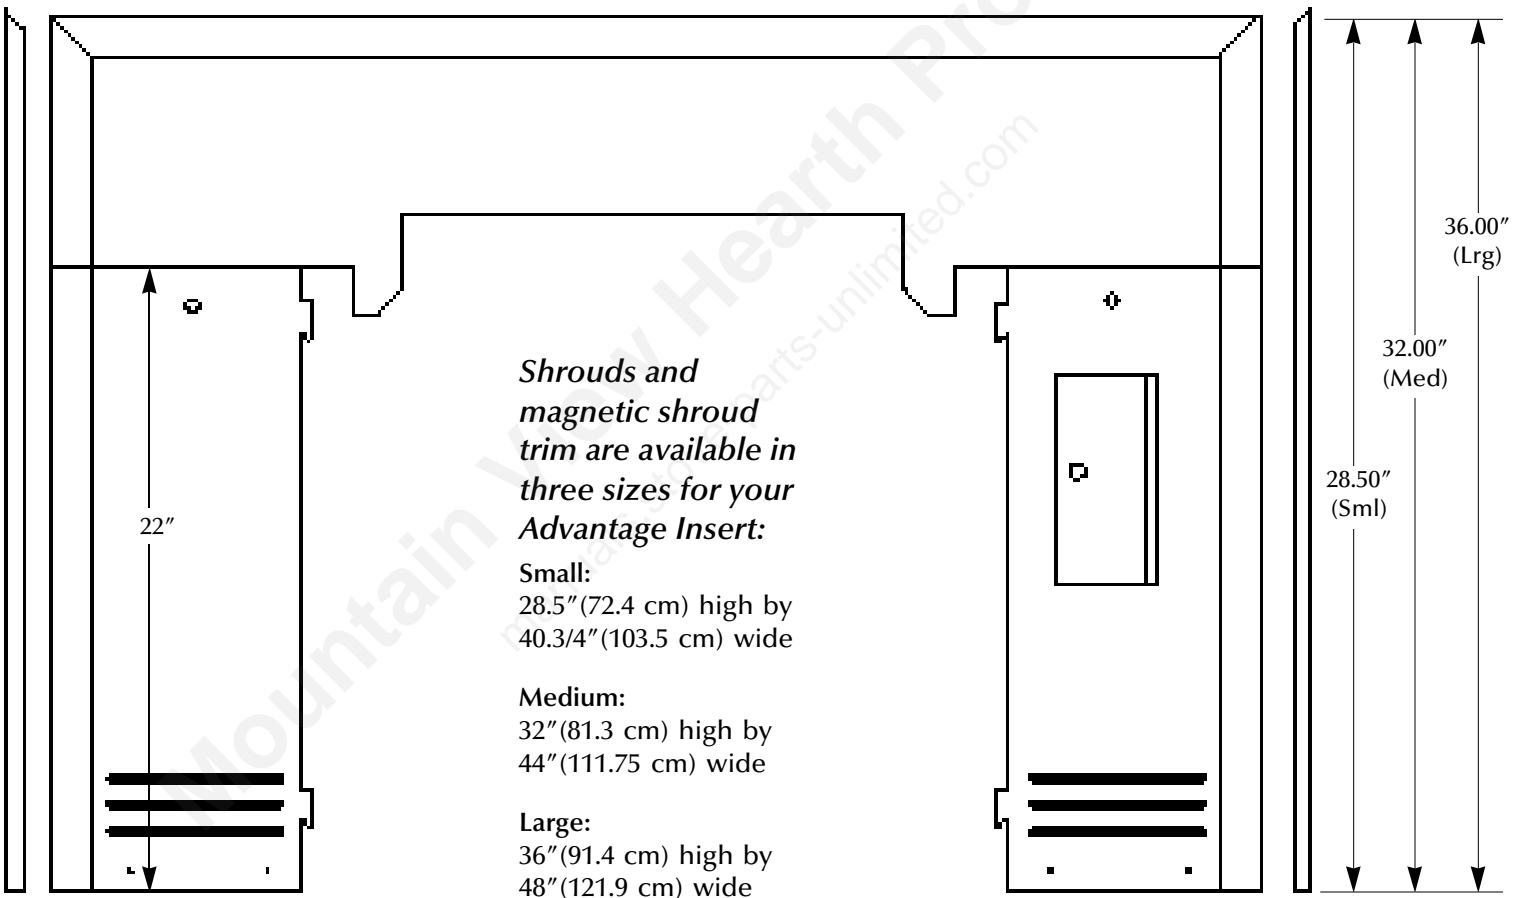 Shrouds and
magnetic shroud
trim are available in
three sizes for your
Advantage Insert:
Small:
28.5″(72.4 cm) high by
40.3/4″(103.5 cm) wide
Medium:
32″(81.3 cm) high by
44″(111.75 cm) wide
Large:
36″(91.4 cm) high by
48″(121.9 cm) wide
22″
28.50″
(Sml)
32.00″
(Med)
36.00″
(Lrg)
Mountain View Hearth